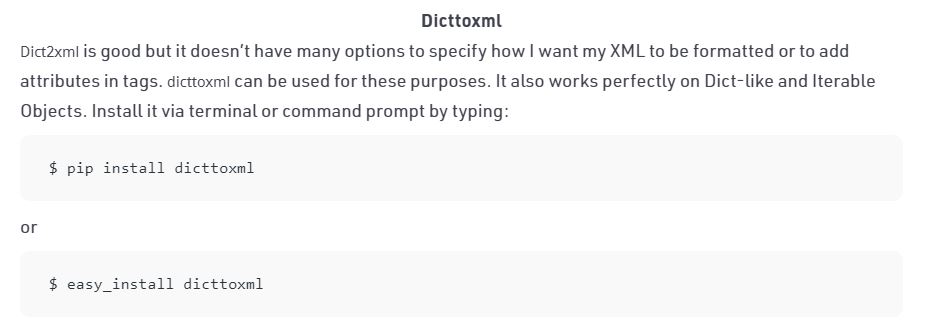 Dicttoxml
Dict2xml is good but it doesn't have many options to specify how I want my XML to be formatted or to add
attributes in tags. dicttoxml can be used for these purposes. It also works perfectly on Dict-like and Iterable
Objects. Install it via terminal or command prompt by typing:
$ pip install dicttoxml
or
$ easy_install dicttoxml